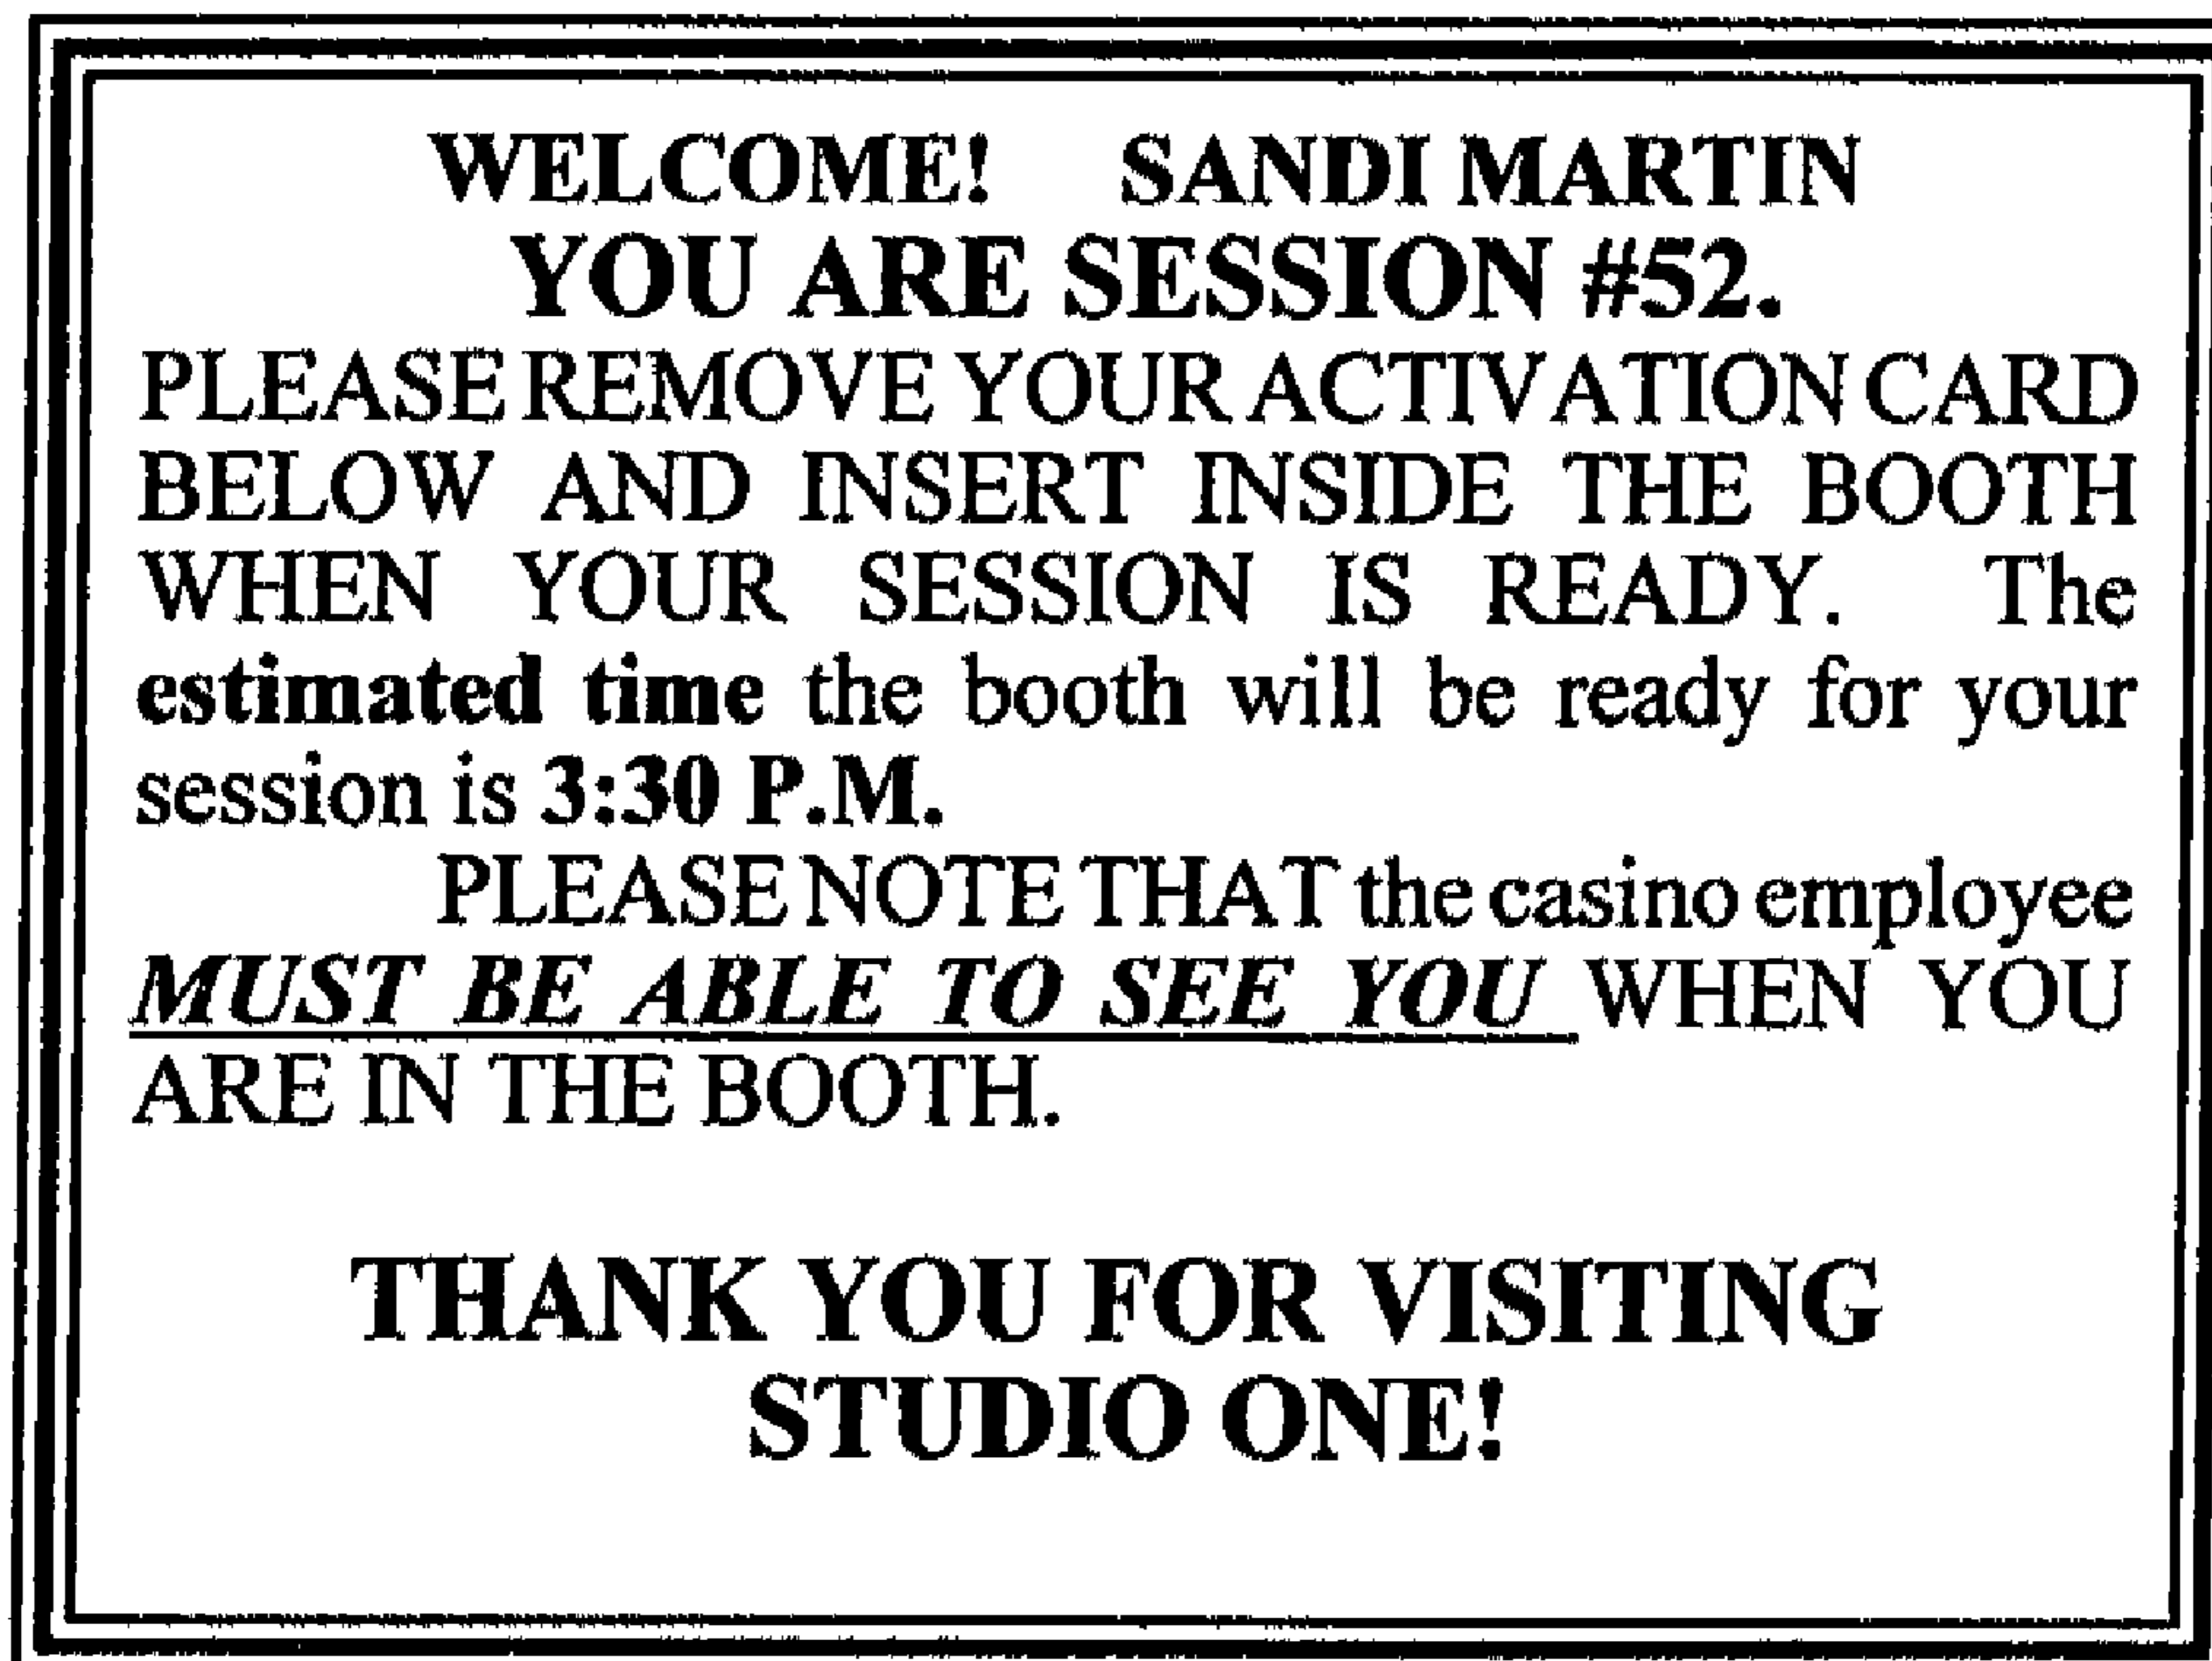 WELCOME! SANDI MARTIN
YOU ARE SESSION #52.
PLEASE REMOVE YOUR ACTIVATION CARD
BELOW AND INSERT INSIDE THE BOOTH
WHEN YOUR SESSION IS READY. The
estimated time the booth will be ready for your
session is 3:30 P.M.
PLEASE NOTE THAT the casino employee
MUST BE ABLE TO SEE YOU WHEN YOU
ARE IN THE BOOTH.
THANK YOU FOR VISITING
STUDIO ONE!